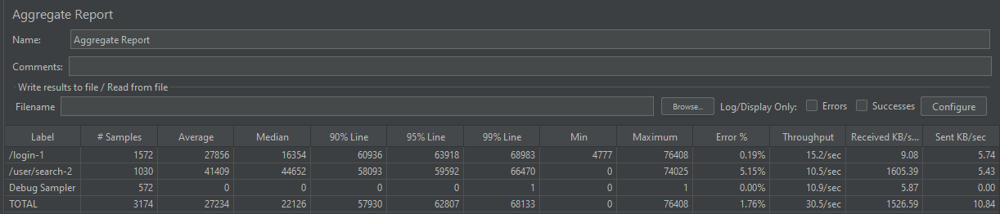 Aggregate Report
Name: Aggregate Report
Comments:
Write results to file / Read from file
Filename Browse... Log/Display Only: Errors Successes Configure
Label # Samples Average Median 90% Line 95% Line 99% Line Min Maximum Error % Throughput Received KB/s... Sent KB/sec
/login-1 1572 27856 16354 60936 63918 68983 4777 76408 0.19% 15.2/sec 9.08 5.74
/user/search-2 1030 41409 44652 58093 59592 66470 0 74025 5.15% 10.5/sec 1605.39 5.43
Debug Sampler 572 0 0 0 0 1 0 1 0.00% 10.9/sec 5.87 0.00
TOTAL 3174 27234 22126 57930 62807 68133 0 76408 1.76% 30.5/sec 1526.59 10.84